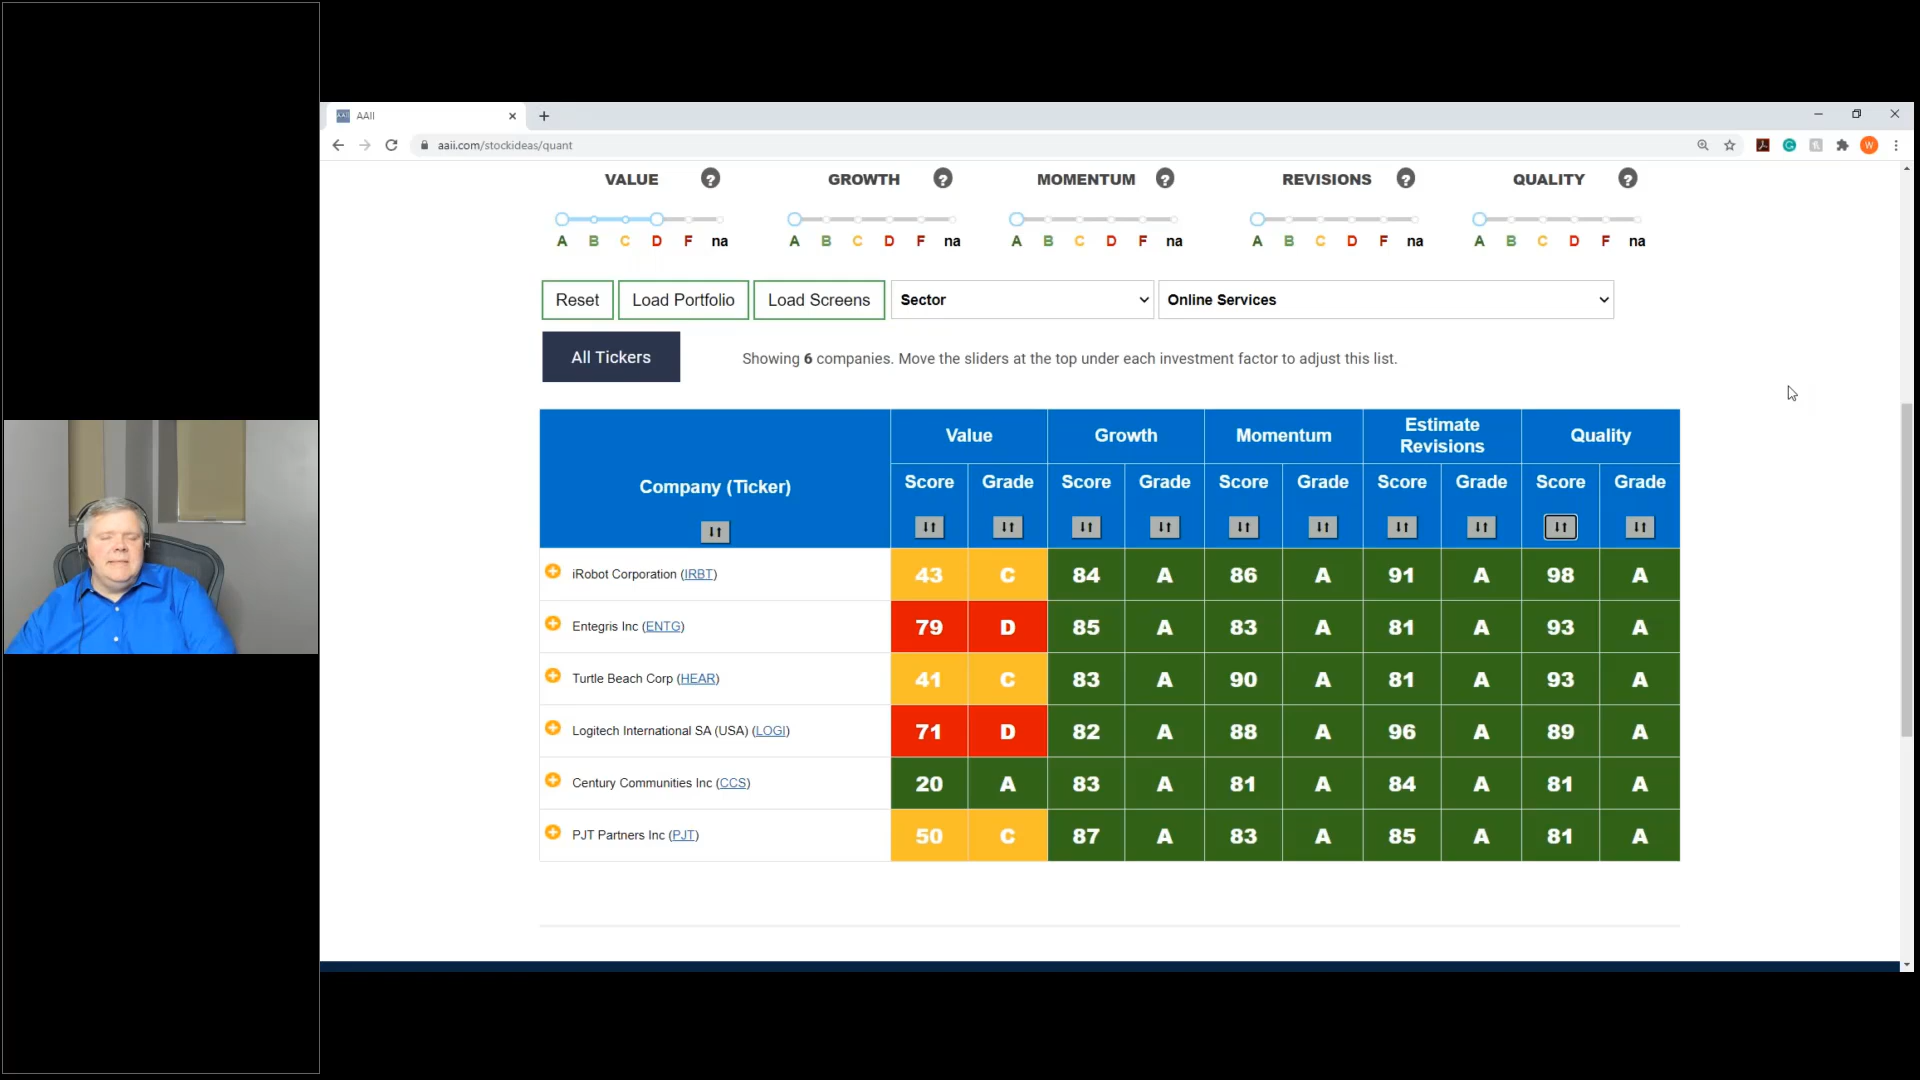 AAII
aaii.com/stockideas/quant
W
VALUE ? GROWTH ? MOMENTUM ? REVISIONS ? QUALITY ?
A B C D F na A B C D F na A B C D F na A B C D F na A B C D F na
Reset Load Portfolio Load Screens Sector Online Services
All Tickers Showing 6 companies. Move the sliders at the top under each investment factor to adjust this list.
Company (Ticker) Value Growth Momentum Estimate Revisions Quality
Score Grade Score Grade Score Grade Score Grade Score Grade
iRobot Corporation (IRBT) 43 C 84 A 86 A 91 A 98 A
Entegris Inc (ENTG) 79 D 85 A 83 A 81 A 93 A
Turtle Beach Corp (HEAR) 41 C 83 A 90 A 81 A 93 A
Logitech International SA (USA) (LOGI) 71 D 82 A 88 A 96 A 89 A
Century Communities Inc (CCS) 20 A 83 A 81 A 84 A 81 A
PJT Partners Inc (PJT) 50 C 87 A 83 A 85 A 81 A